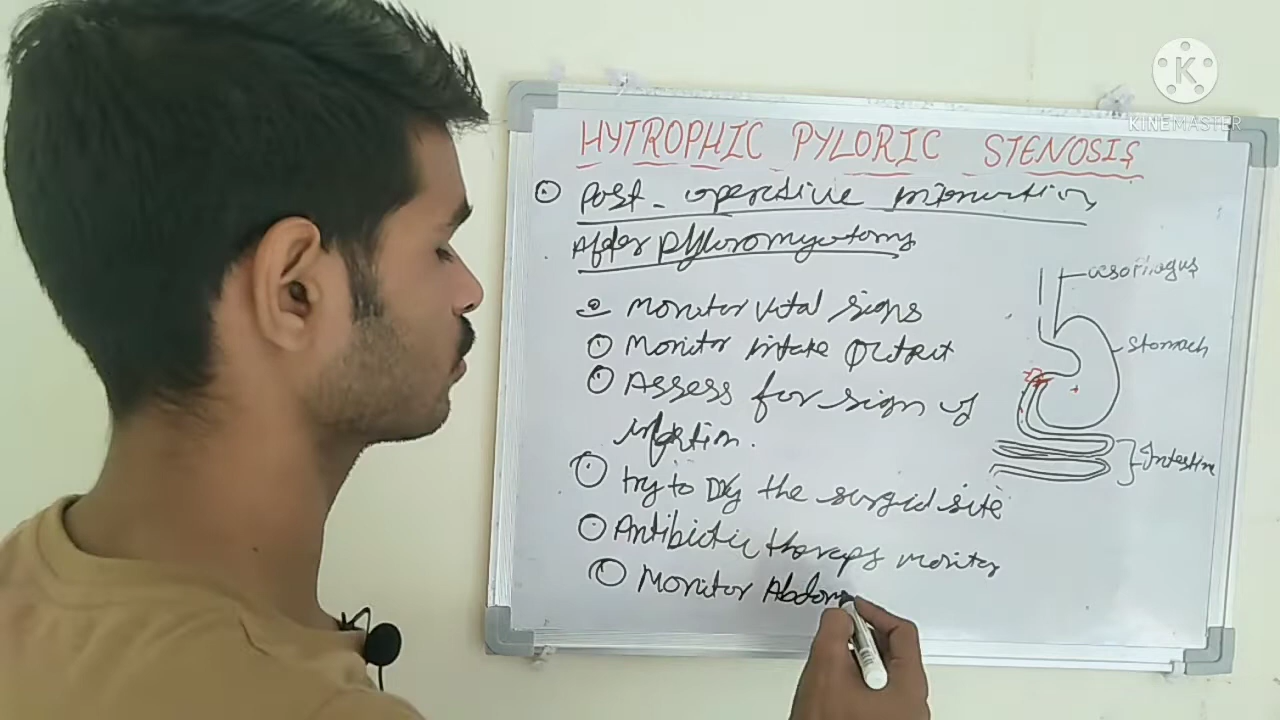 KINEMASTER
HYTROPHIC PYLORIC STENOSIS
Post-operative intervention
After pyloromyotomy
Monitor vital signs
Monitor intake output
Assess for sign of
infection.
try to Dry the surgical site
Antibiotic therapy monitor
Monitor Abdom
oesophagus
Stomach
Intestine